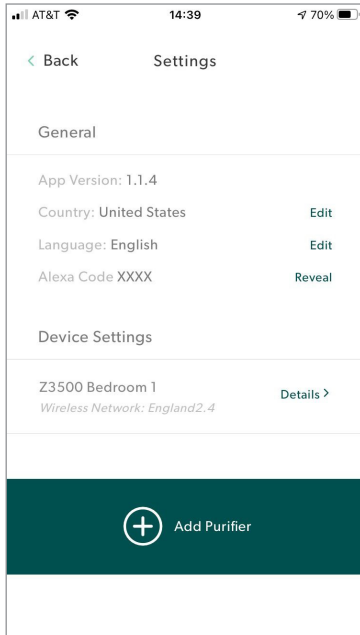 AT&T 14:39 70%
< Back Settings
General
App Version: 1.1.4
Country: United States Edit
Language: English Edit
Alexa Code XXXX Reveal
Device Settings
Z3500 Bedroom 1
Wireless Network: England2.4
Details >
Add Purifier